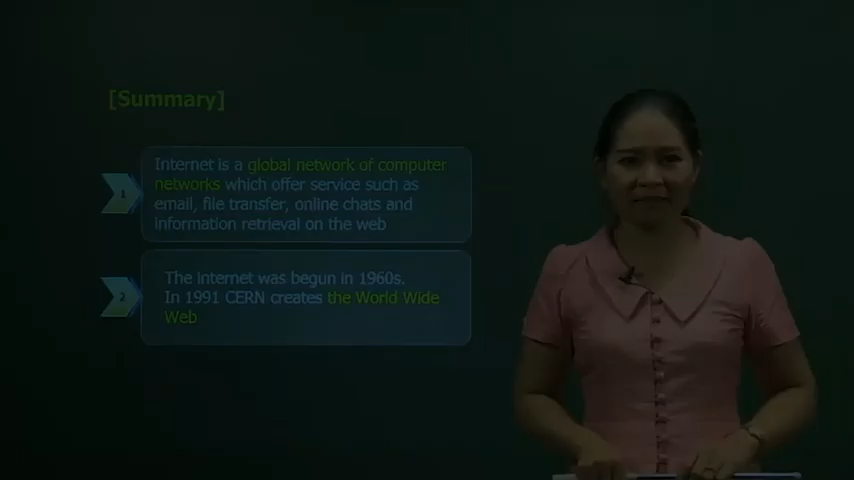 [Summary]
1
Internet is a global network of computer
networks which offer service such as
email, file transfer, online chats and
information retrieval on the web
2
The internet was begun in 1960s.
In 1991 CERN creates the World Wide
Web